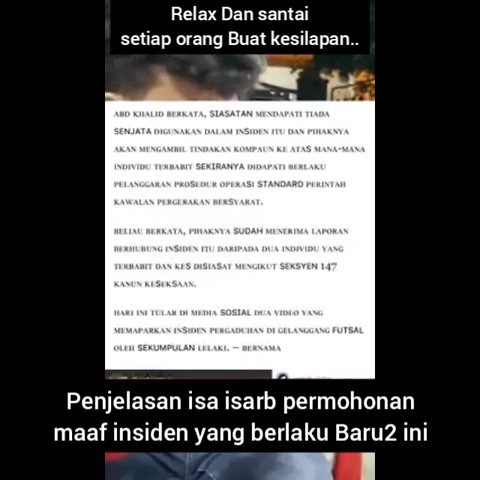 Relax Dan santai
setiap orang Buat kesilapan..
ABD KHALID BERKATA, SIASATAN MENDAPATI TIADA
SENJATA DIGUNAKAN DALAM INSIDEN ITU DAN PIHAKNYA
AKAN MENGAMBIL TINDAKAN KOMPAUN KE ATAS MANA-MANA
INDIVIDU TERBABIT SEKIRANYA DIDAPATI BERLAKU
PELANGGARAN PROSEDUR OPERASI STANDARD PERINTAH
KAWALAN PERGERAKAN BERSYARAT.
BELIAU BERKATA, PIHAKNYA SUDAH MENERIMA LAPORAN
BERHUBUNG INSIDEN ITU DARIPADA DUA INDIVIDU YANG
TERBABIT DAN KES DISIASAT MENGIKUT SEKSYEN 147
KANUN KESEKSAAN.
HARI INI TULAR DI MEDIA SOSIAL DUA VIDEO YANG
MEMAPARKAN INSIDEN PERGADUHAN DI GELANGGANG FUTSAL
OLEH SEKUMPULAN LELAKI. — BERNAMA
Penjelasan isa isarb permohonan
maaf insiden yang berlaku Baru2 ini